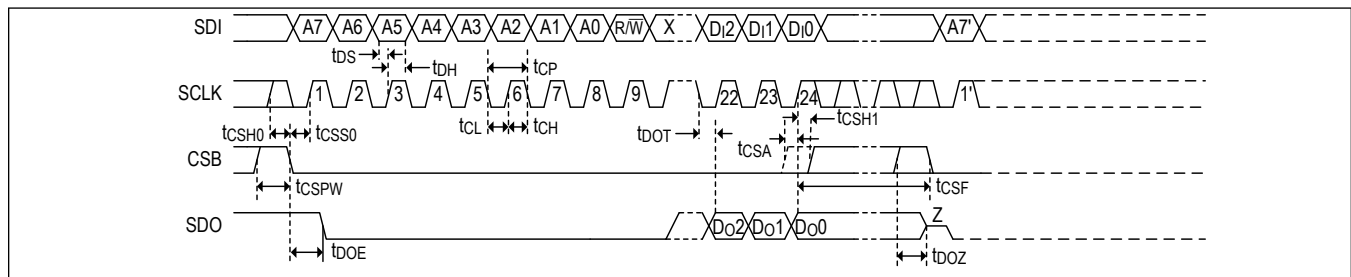 SDI A7 A6 A5 A4 A3 A2 A1 A0 R/W̅ X DI2 DI1 DI0 A7'
tDS tDH tCP
SCLK 1 2 3 4 5 6 7 8 9 22 23 24 1'
tCSH0 tCSS0 tCL tCH tDOT tCSA tCSH1
CSB
tCSPW tCSF
SDO DO2 DO1 DO0 Z
tDOE tDOZ